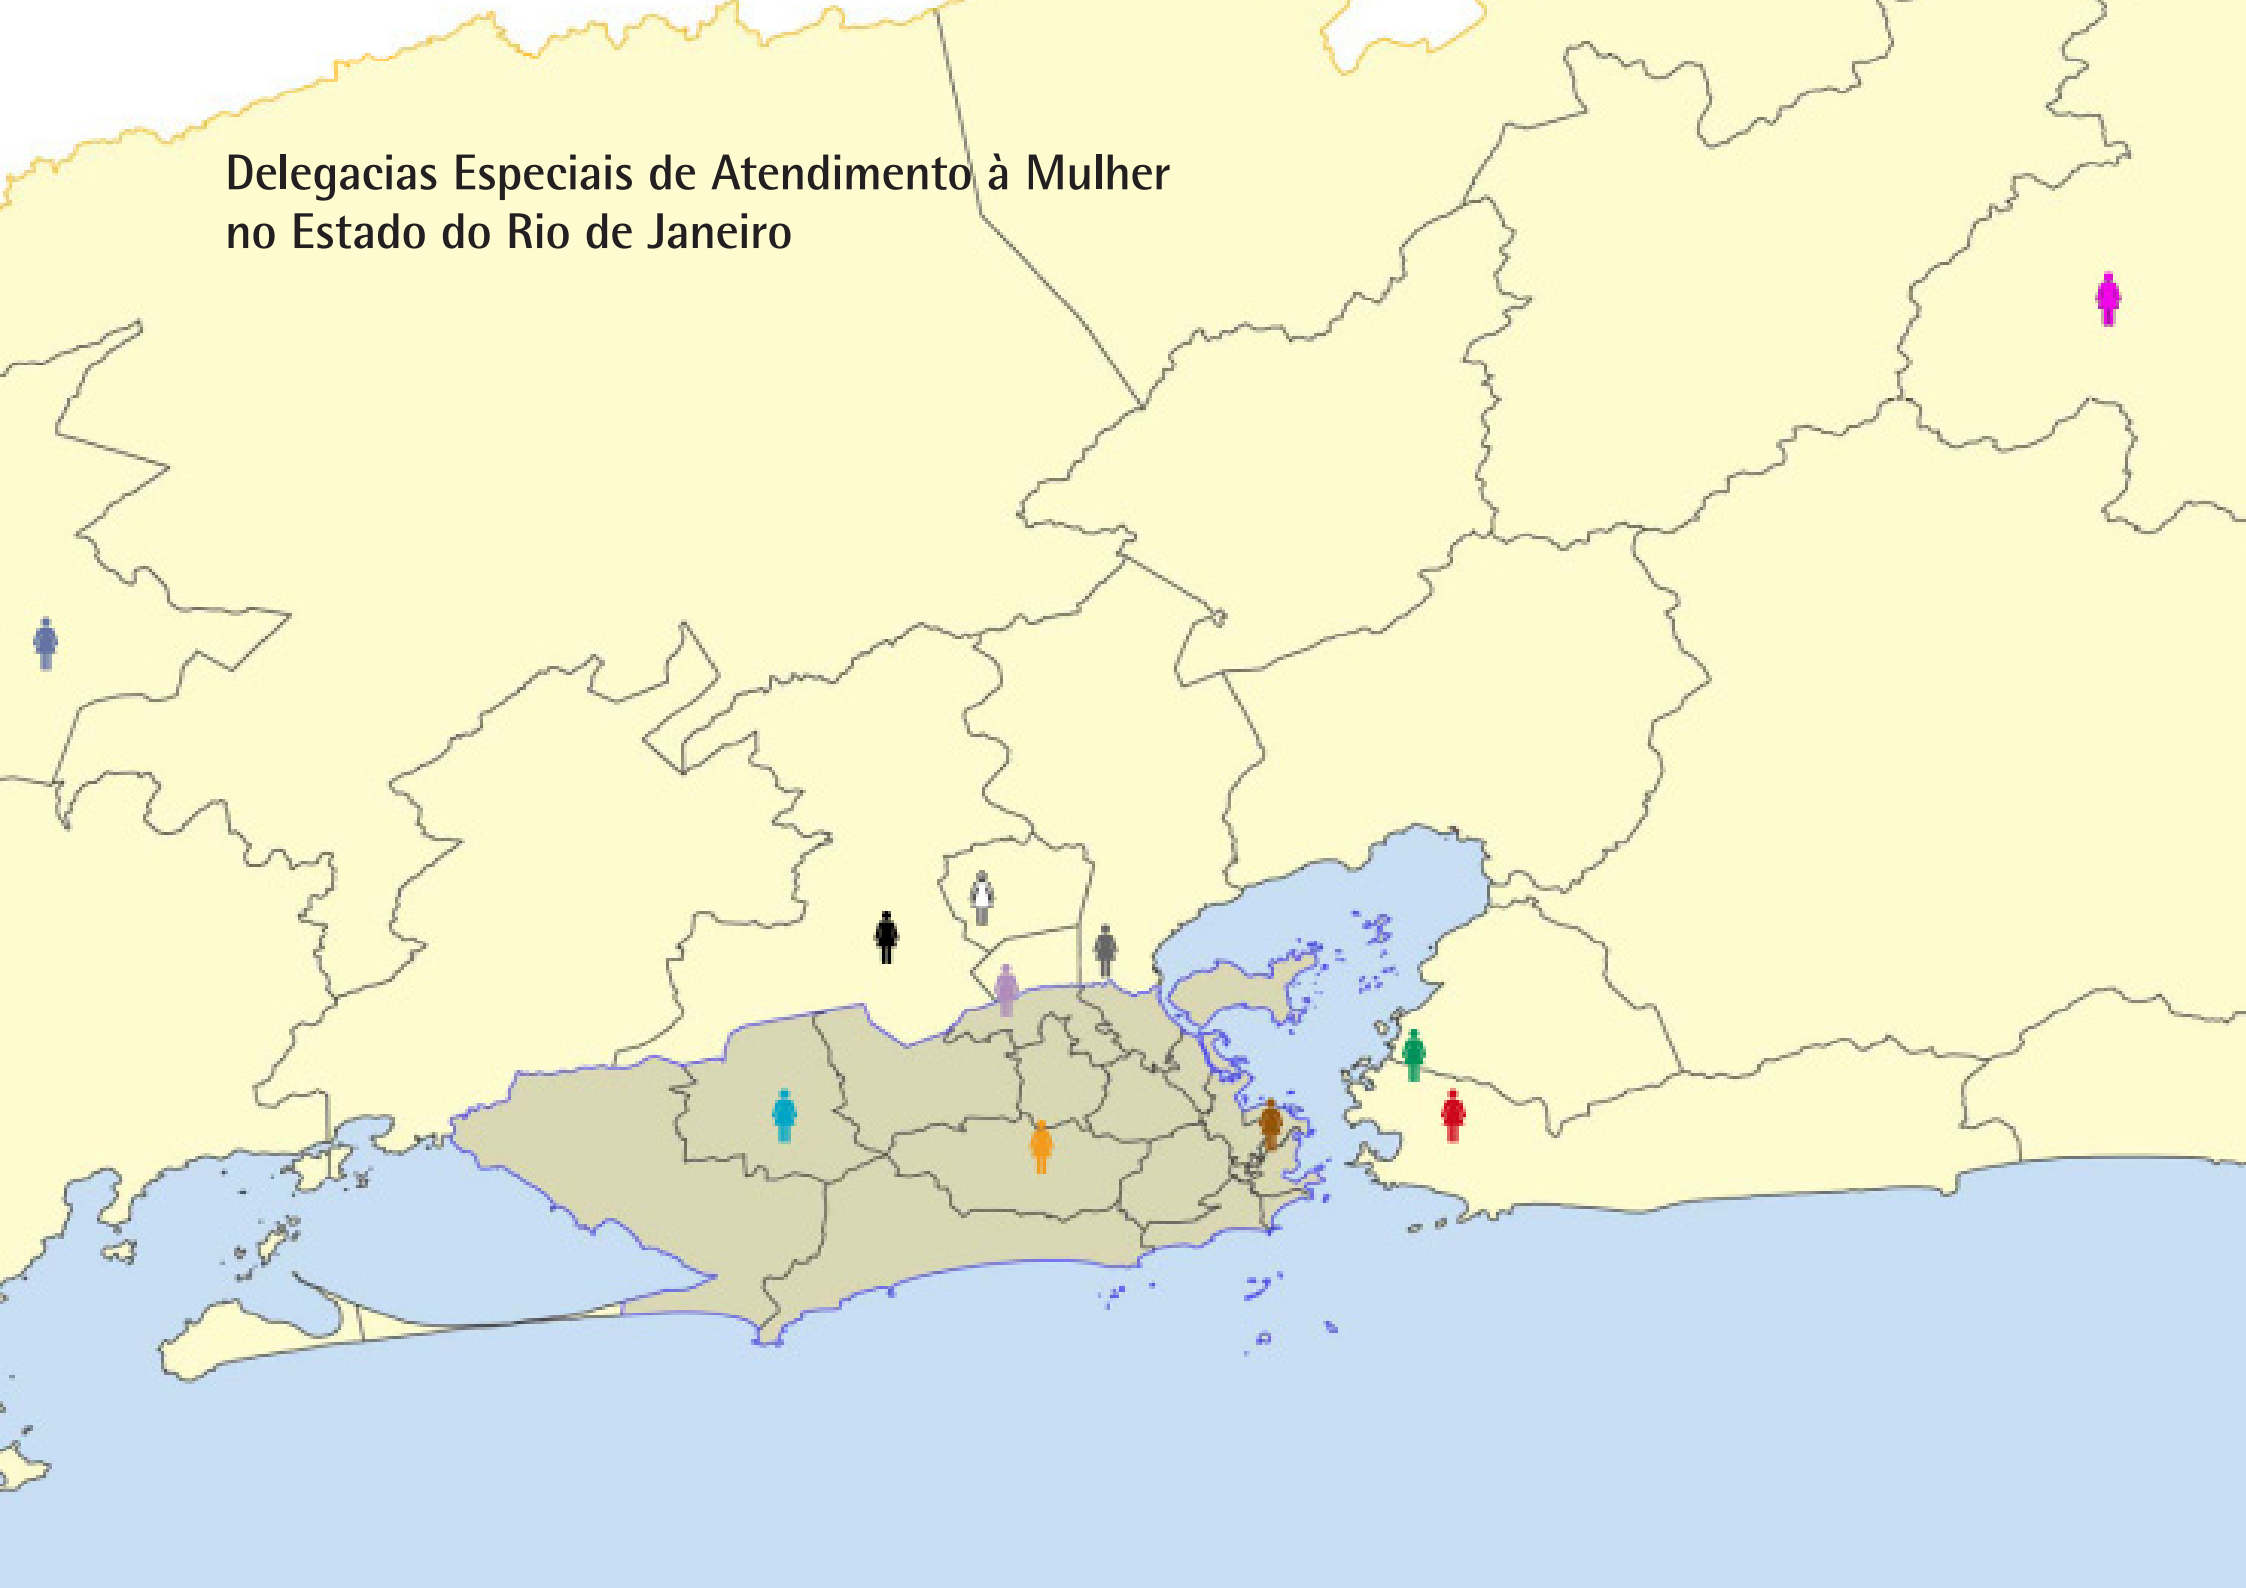 Delegacias Especiais de Atendimento à Mulher
no Estado do Rio de Janeiro